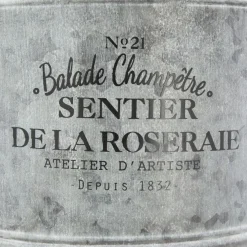 No21
Balade Champêtre
SENTIER
DE LA ROSERAIE
ATELIER D'ARTISTE
-DEPUIS 1832-